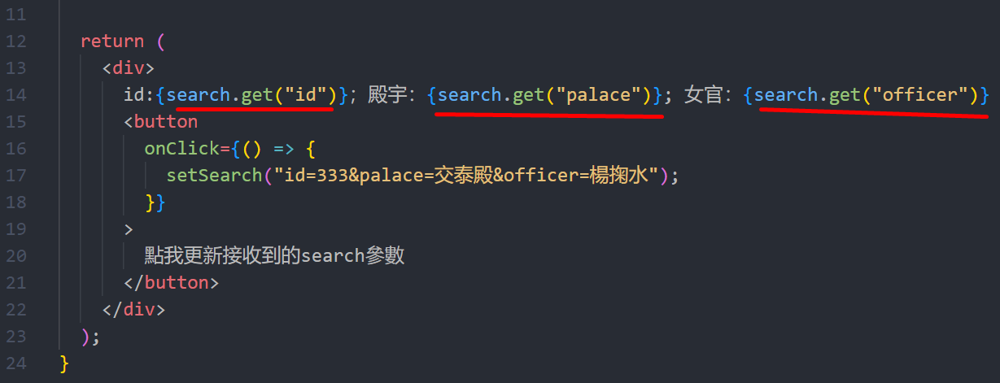 11
12 return (
13 <div>
14 id:{search.get("id")}; 殿宇: {search.get("palace")}; 女官: {search.get("officer")}
15 <button
16 onClick={() => {
17 setSearch("id=333&palace=交泰殿&officer=楊掬水");
18 }}
19 >
20 點我更新接收到的search參數
21 </button>
22 </div>
23 );
24 }